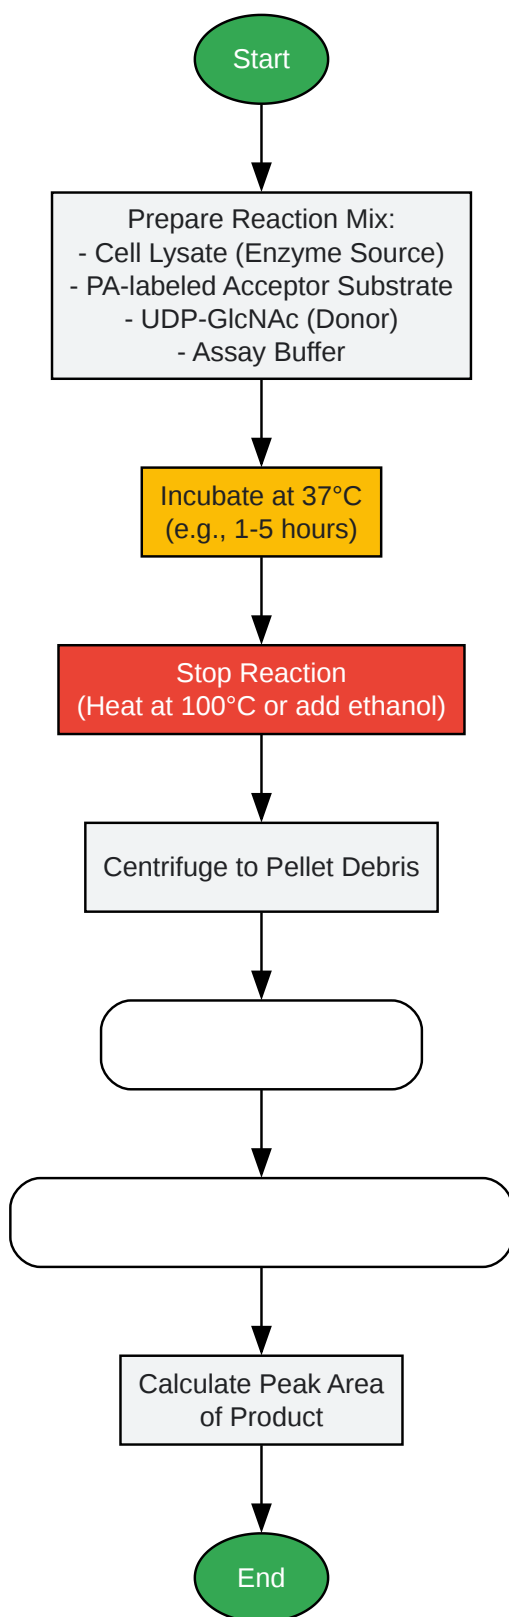 Start
Prepare Reaction Mix:
- Cell Lysate (Enzyme Source)
- PA-labeled Acceptor Substrate
- UDP-GlcNAc (Donor)
- Assay Buffer
Incubate at 37°C
(e.g., 1-5 hours)
Stop Reaction
(Heat at 100°C or add ethanol)
Centrifuge to Pellet Debris
Calculate Peak Area
of Product
End